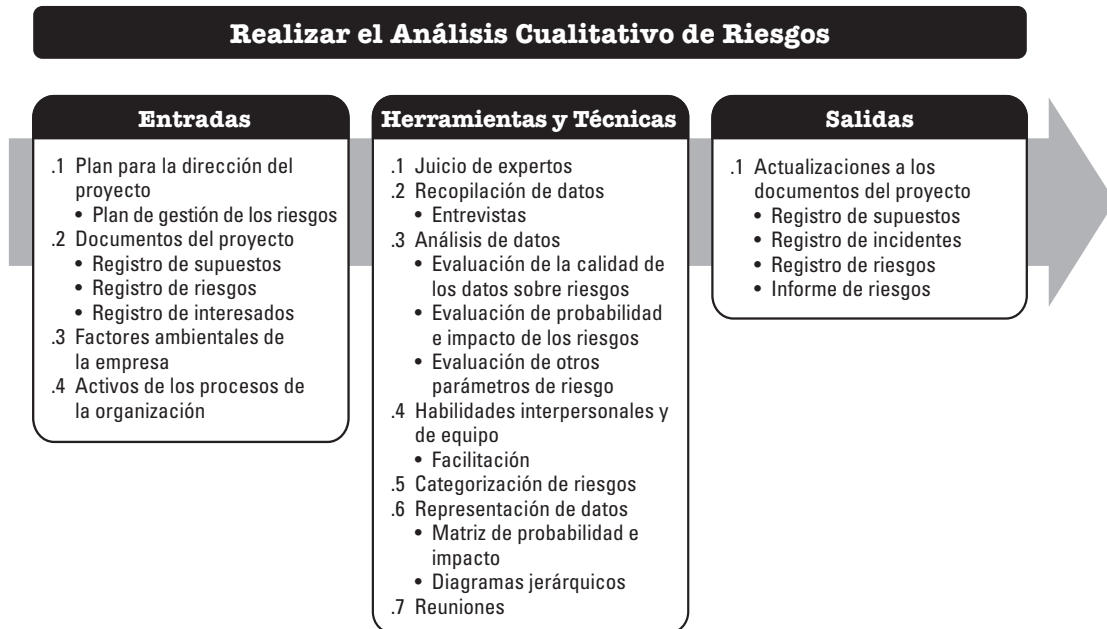 Realizar el Análisis Cualitativo de Riesgos
Entradas
.1 Plan para la dirección del
proyecto
• Plan de gestión de los riesgos
.2 Documentos del proyecto
• Registro de supuestos
• Registro de riesgos
• Registro de interesados
.3 Factores ambientales de
la empresa
.4 Activos de los procesos de
la organización
Herramientas y Técnicas
.1 Juicio de expertos
.2 Recopilación de datos
• Entrevistas
.3 Análisis de datos
• Evaluación de la calidad de
los datos sobre riesgos
• Evaluación de probabilidad
e impacto de los riesgos
• Evaluación de otros
parámetros de riesgo
.4 Habilidades interpersonales y
de equipo
• Facilitación
.5 Categorización de riesgos
.6 Representación de datos
• Matriz de probabilidad e
impacto
• Diagramas jerárquicos
.7 Reuniones
Salidas
.1 Actualizaciones a los
documentos del proyecto
• Registro de supuestos
• Registro de incidentes
• Registro de riesgos
• Informe de riesgos